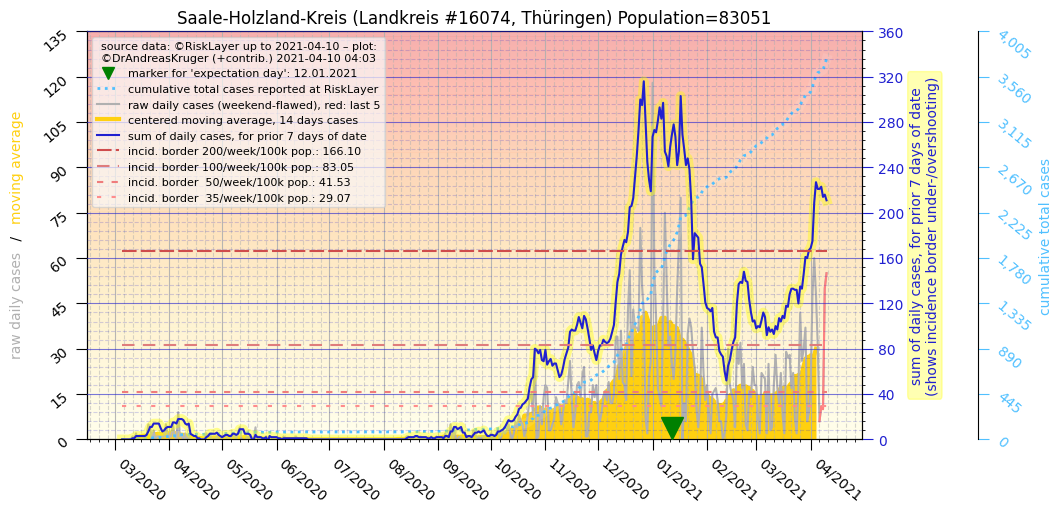 Saale-Holzland-Kreis (Landkreis #16074, Thüringen) Population=83051
source data: ©RiskLayer up to 2021-04-10 – plot:
©DrAndreasKruger (+contrib.) 2021-04-10 04:03
marker for 'expectation day': 12.01.2021
cumulative total cases reported at RiskLayer
raw daily cases (weekend-flawed), red: last 5
centered moving average, 14 days cases
sum of daily cases, for prior 7 days of date
incid. border 200/week/100k pop.: 166.10
incid. border 100/week/100k pop.: 83.05
incid. border  50/week/100k pop.: 41.53
incid. border  35/week/100k pop.: 29.07
raw daily cases / moving average
135
120
105
90
75
60
45
30
15
0
03/2020
04/2020
05/2020
06/2020
07/2020
08/2020
09/2020
10/2020
11/2020
12/2020
01/2021
02/2021
03/2021
04/2021
360
320
280
240
200
160
120
80
40
0
sum of daily cases, for prior 7 days of date
(shows incidence border under-/overshooting)
4,005
3,560
3,115
2,670
2,225
1,780
1,335
890
445
0
cumulative total cases